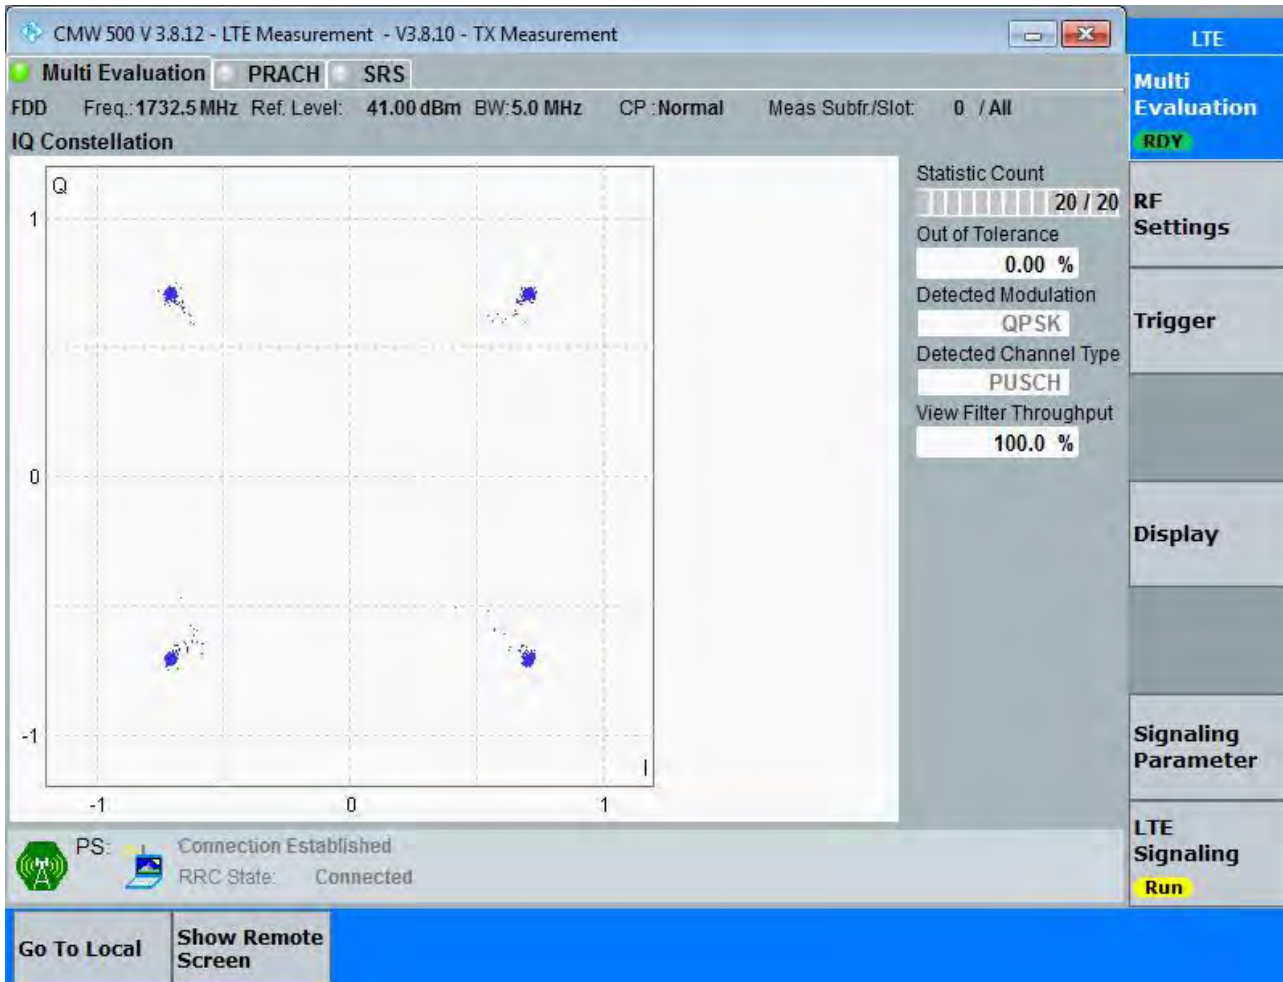 CMW 500 V 3.8.12 - LTE Measurement - V3.8.10 - TX Measurement
LTE
Multi Evaluation PRACH SRS
FDD Freq.:1732.5 MHz Ref. Level: 41.00 dBm BW:5.0 MHz CP :Normal Meas Subfr./Slot: 0 / All
IQ Constellation
Q
1
0
-1
I
-1 0 1
Statistic Count
20 / 20
Out of Tolerance
0.00 %
Detected Modulation
QPSK
Detected Channel Type
PUSCH
View Filter Throughput
100.0 %
Multi
Evaluation
RDY
RF
Settings
Trigger
Display
Signaling
Parameter
LTE
Signaling
Run
PS: Connection Established
RRC State: Connected
Go To Local
Show Remote
Screen